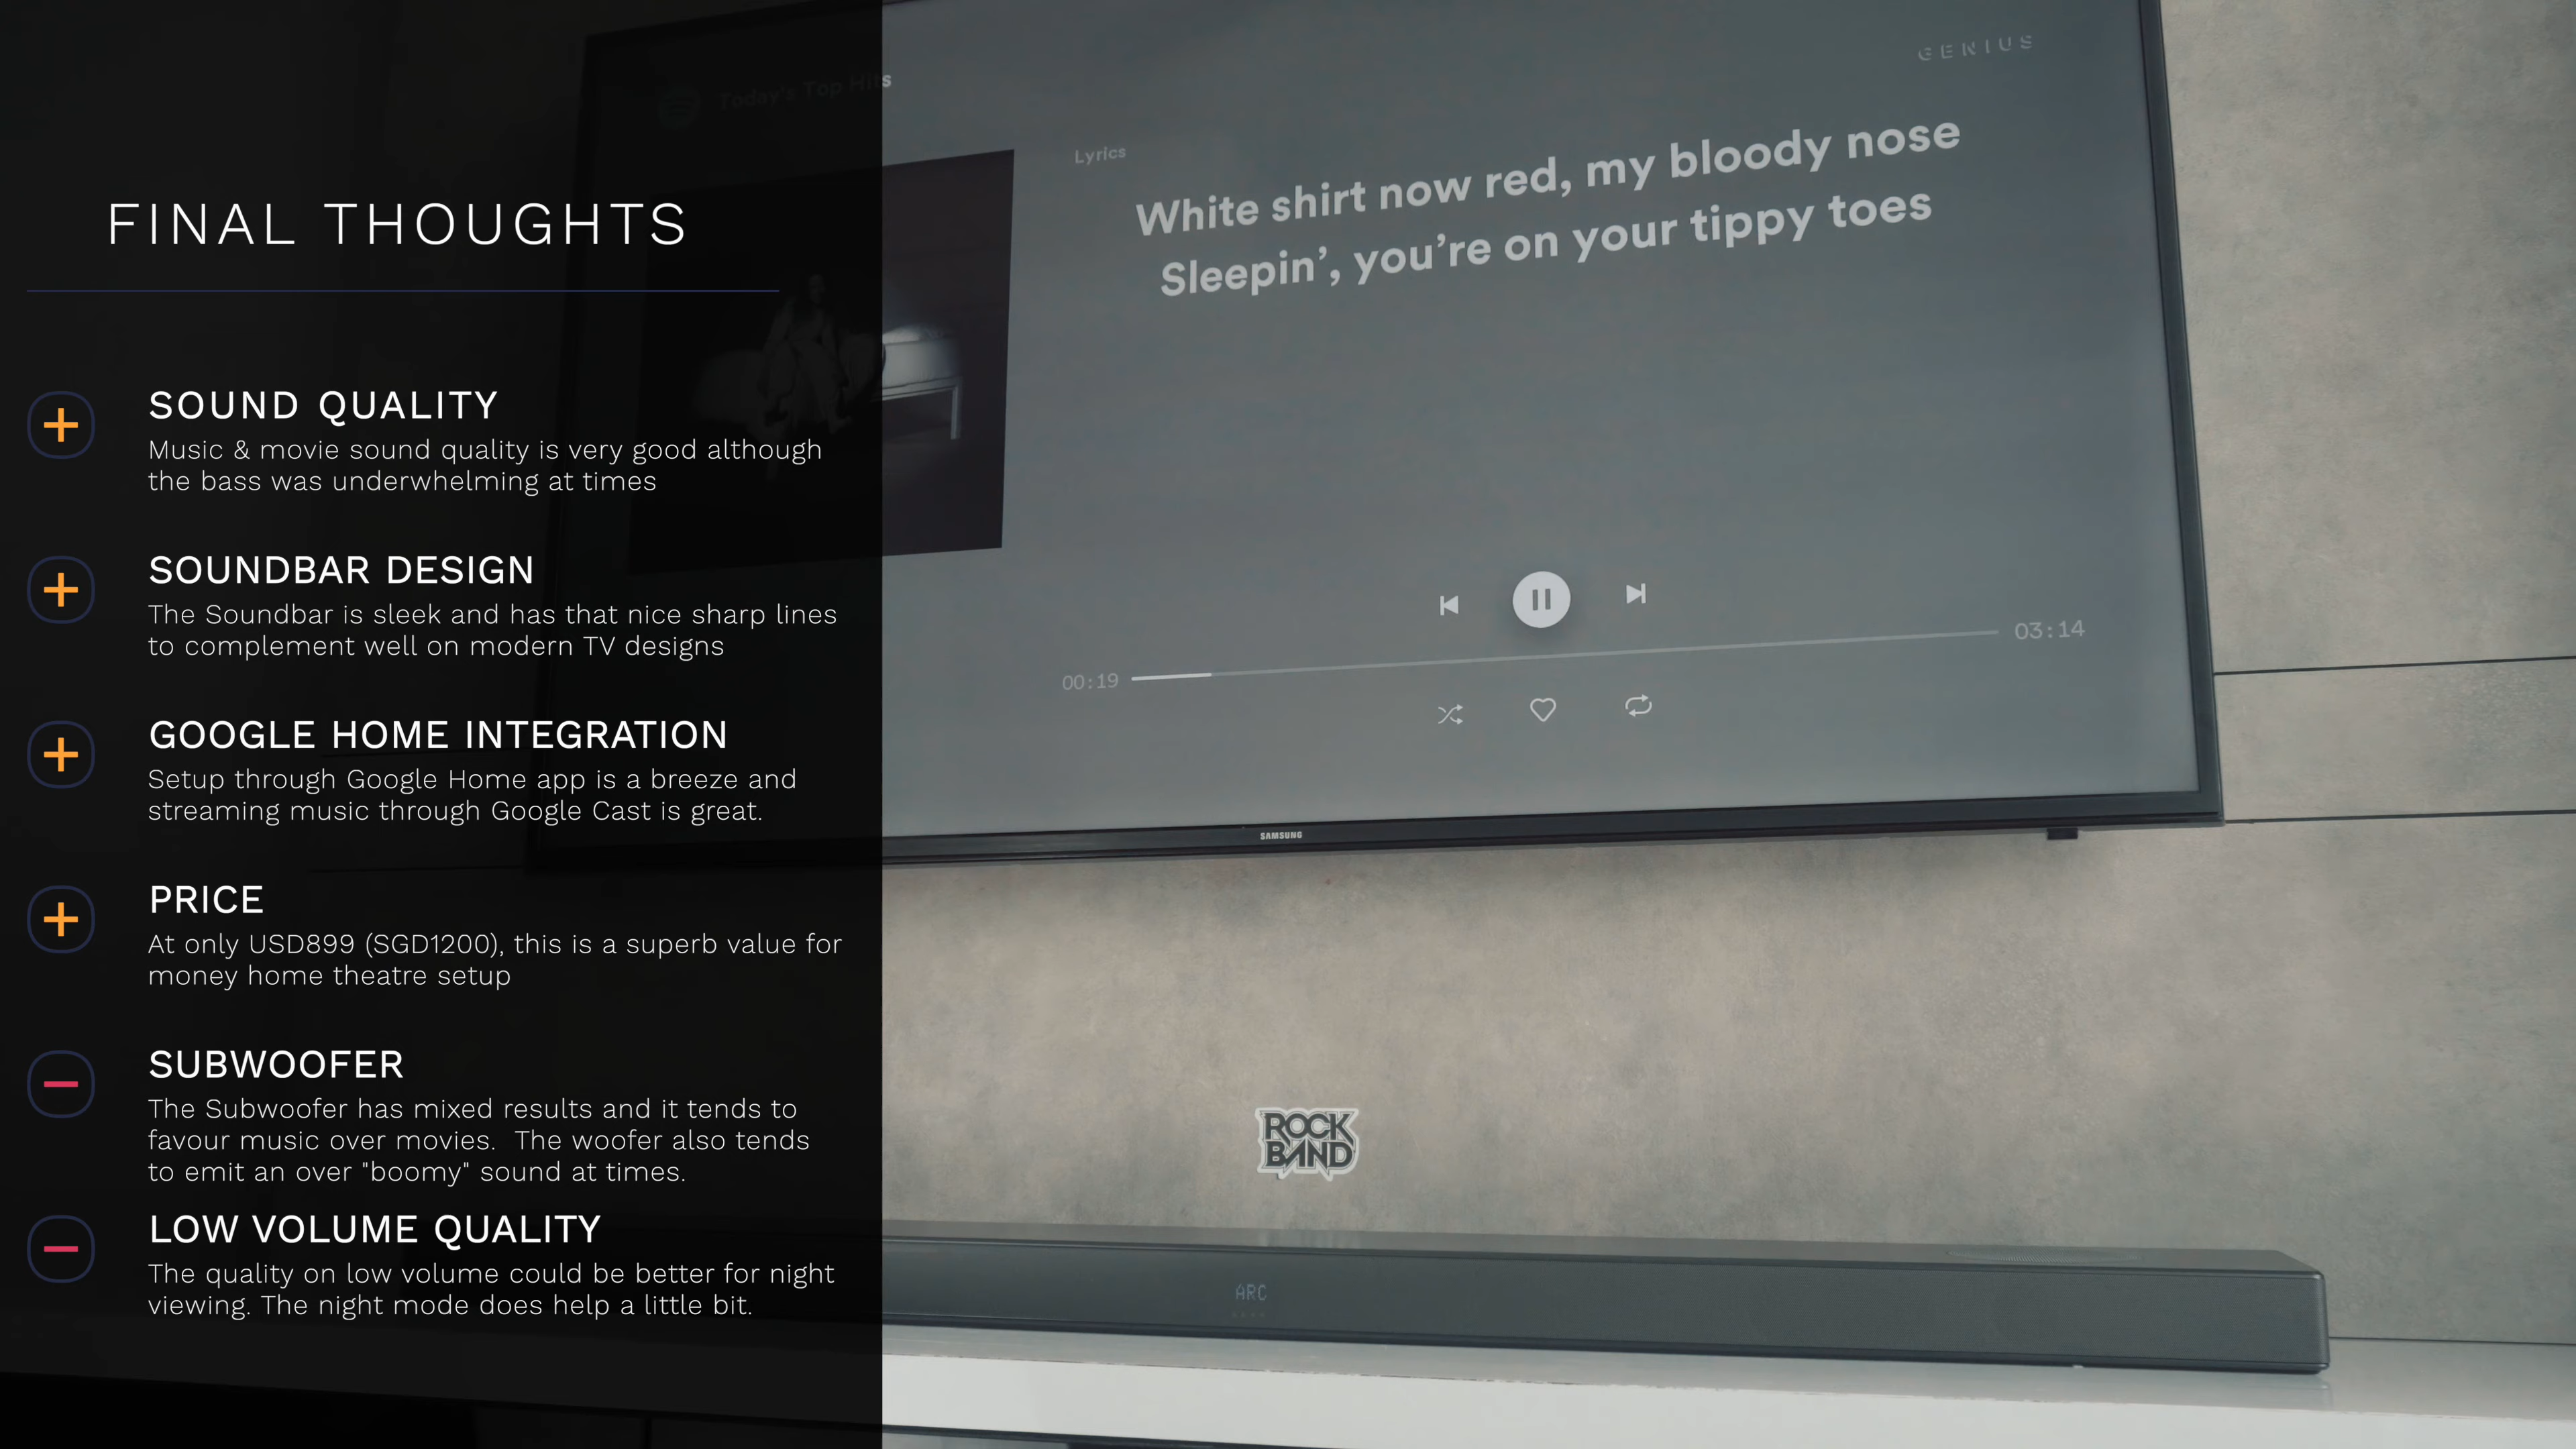 FINAL THOUGHTS
SOUND QUALITY
Music & movie sound quality is very good although
the bass was underwhelming at times
SOUNDBAR DESIGN
The Soundbar is sleek and has that nice sharp lines
to complement well on modern TV designs
GOOGLE HOME INTEGRATION
Setup through Google Home app is a breeze and
streaming music through Google Cast is great.
PRICE
At only USD899 (SGD1200), this is a superb value for
money home theatre setup
SUBWOOFER
The Subwoofer has mixed results and it tends to
favour music over movies.  The woofer also tends
to emit an over "boomy" sound at times.
LOW VOLUME QUALITY
The quality on low volume could be better for night
viewing. The night mode does help a little bit.
Today's Top Hits
GENIUS
Lyrics
White shirt now red, my bloody nose
Sleepin', you're on your tippy toes
00:19
03:14
SAMSUNG
ROCK
BAND
ARC